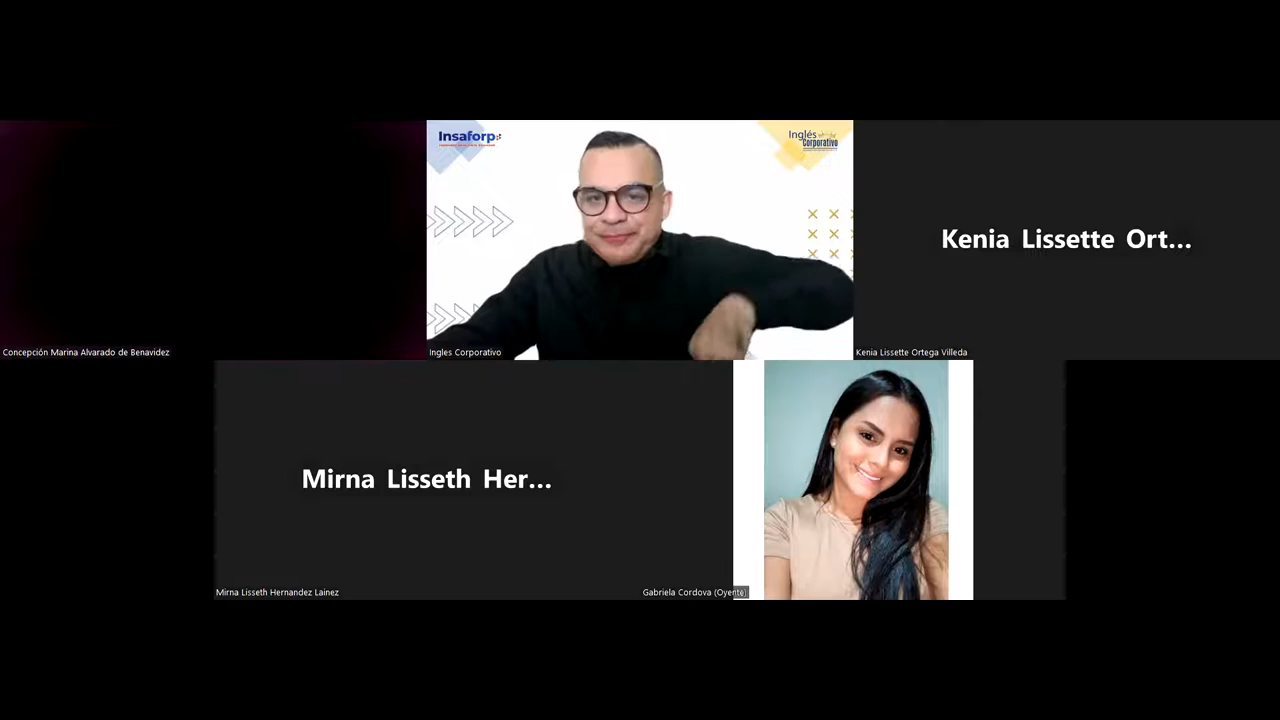 Insaforp
Inglés
Corporativo
Kenia Lissette Ort...
Concepción Marina Alvarado de Benavidez
Ingles Corporativo
Kenia Lissette Ortega Villeda
Mirna Lisseth Her...
Mirna Lisseth Hernandez Lainez
Gabriela Cordova (Oyente)